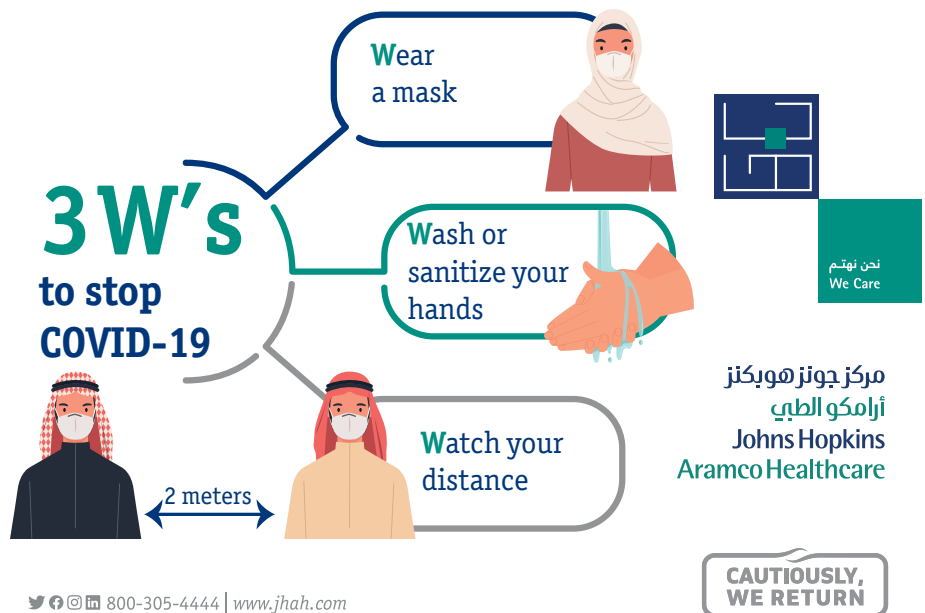 3 W's
to stop
COVID-19
Wear
a mask
Wash or
sanitize your
hands
Watch your
distance
2 meters
نحن نهتم
We Care
مركز جونز هوبكنز
أرامكو الطبي
Johns Hopkins
Aramco Healthcare
CAUTIOUSLY,
WE RETURN
800-305-4444 | www.jhah.com